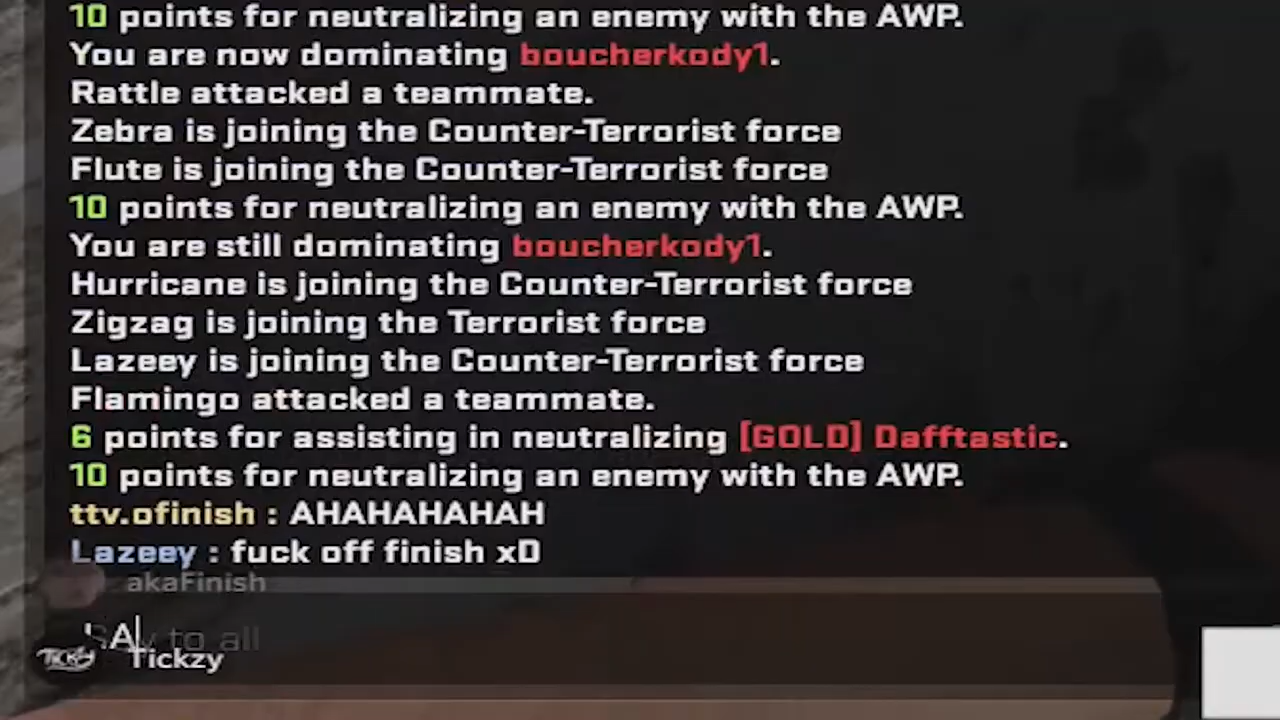 10 points for neutralizing an enemy with the AWP.
You are now dominating boucherkody1.
Rattle attacked a teammate.
Zebra is joining the Counter-Terrorist force
Flute is joining the Counter-Terrorist force
10 points for neutralizing an enemy with the AWP.
You are still dominating boucherkody1.
Hurricane is joining the Counter-Terrorist force
Zigzag is joining the Terrorist force
Lazeey is joining the Counter-Terrorist force
Flamingo attacked a teammate.
6 points for assisting in neutralizing [GOLD] Dafftastic.
10 points for neutralizing an enemy with the AWP.
ttv.ofinish : AHAHAHAHAH
Lazeey : fuck off finish xD
akaFinish
Say to all
Tickzy
TICKZY